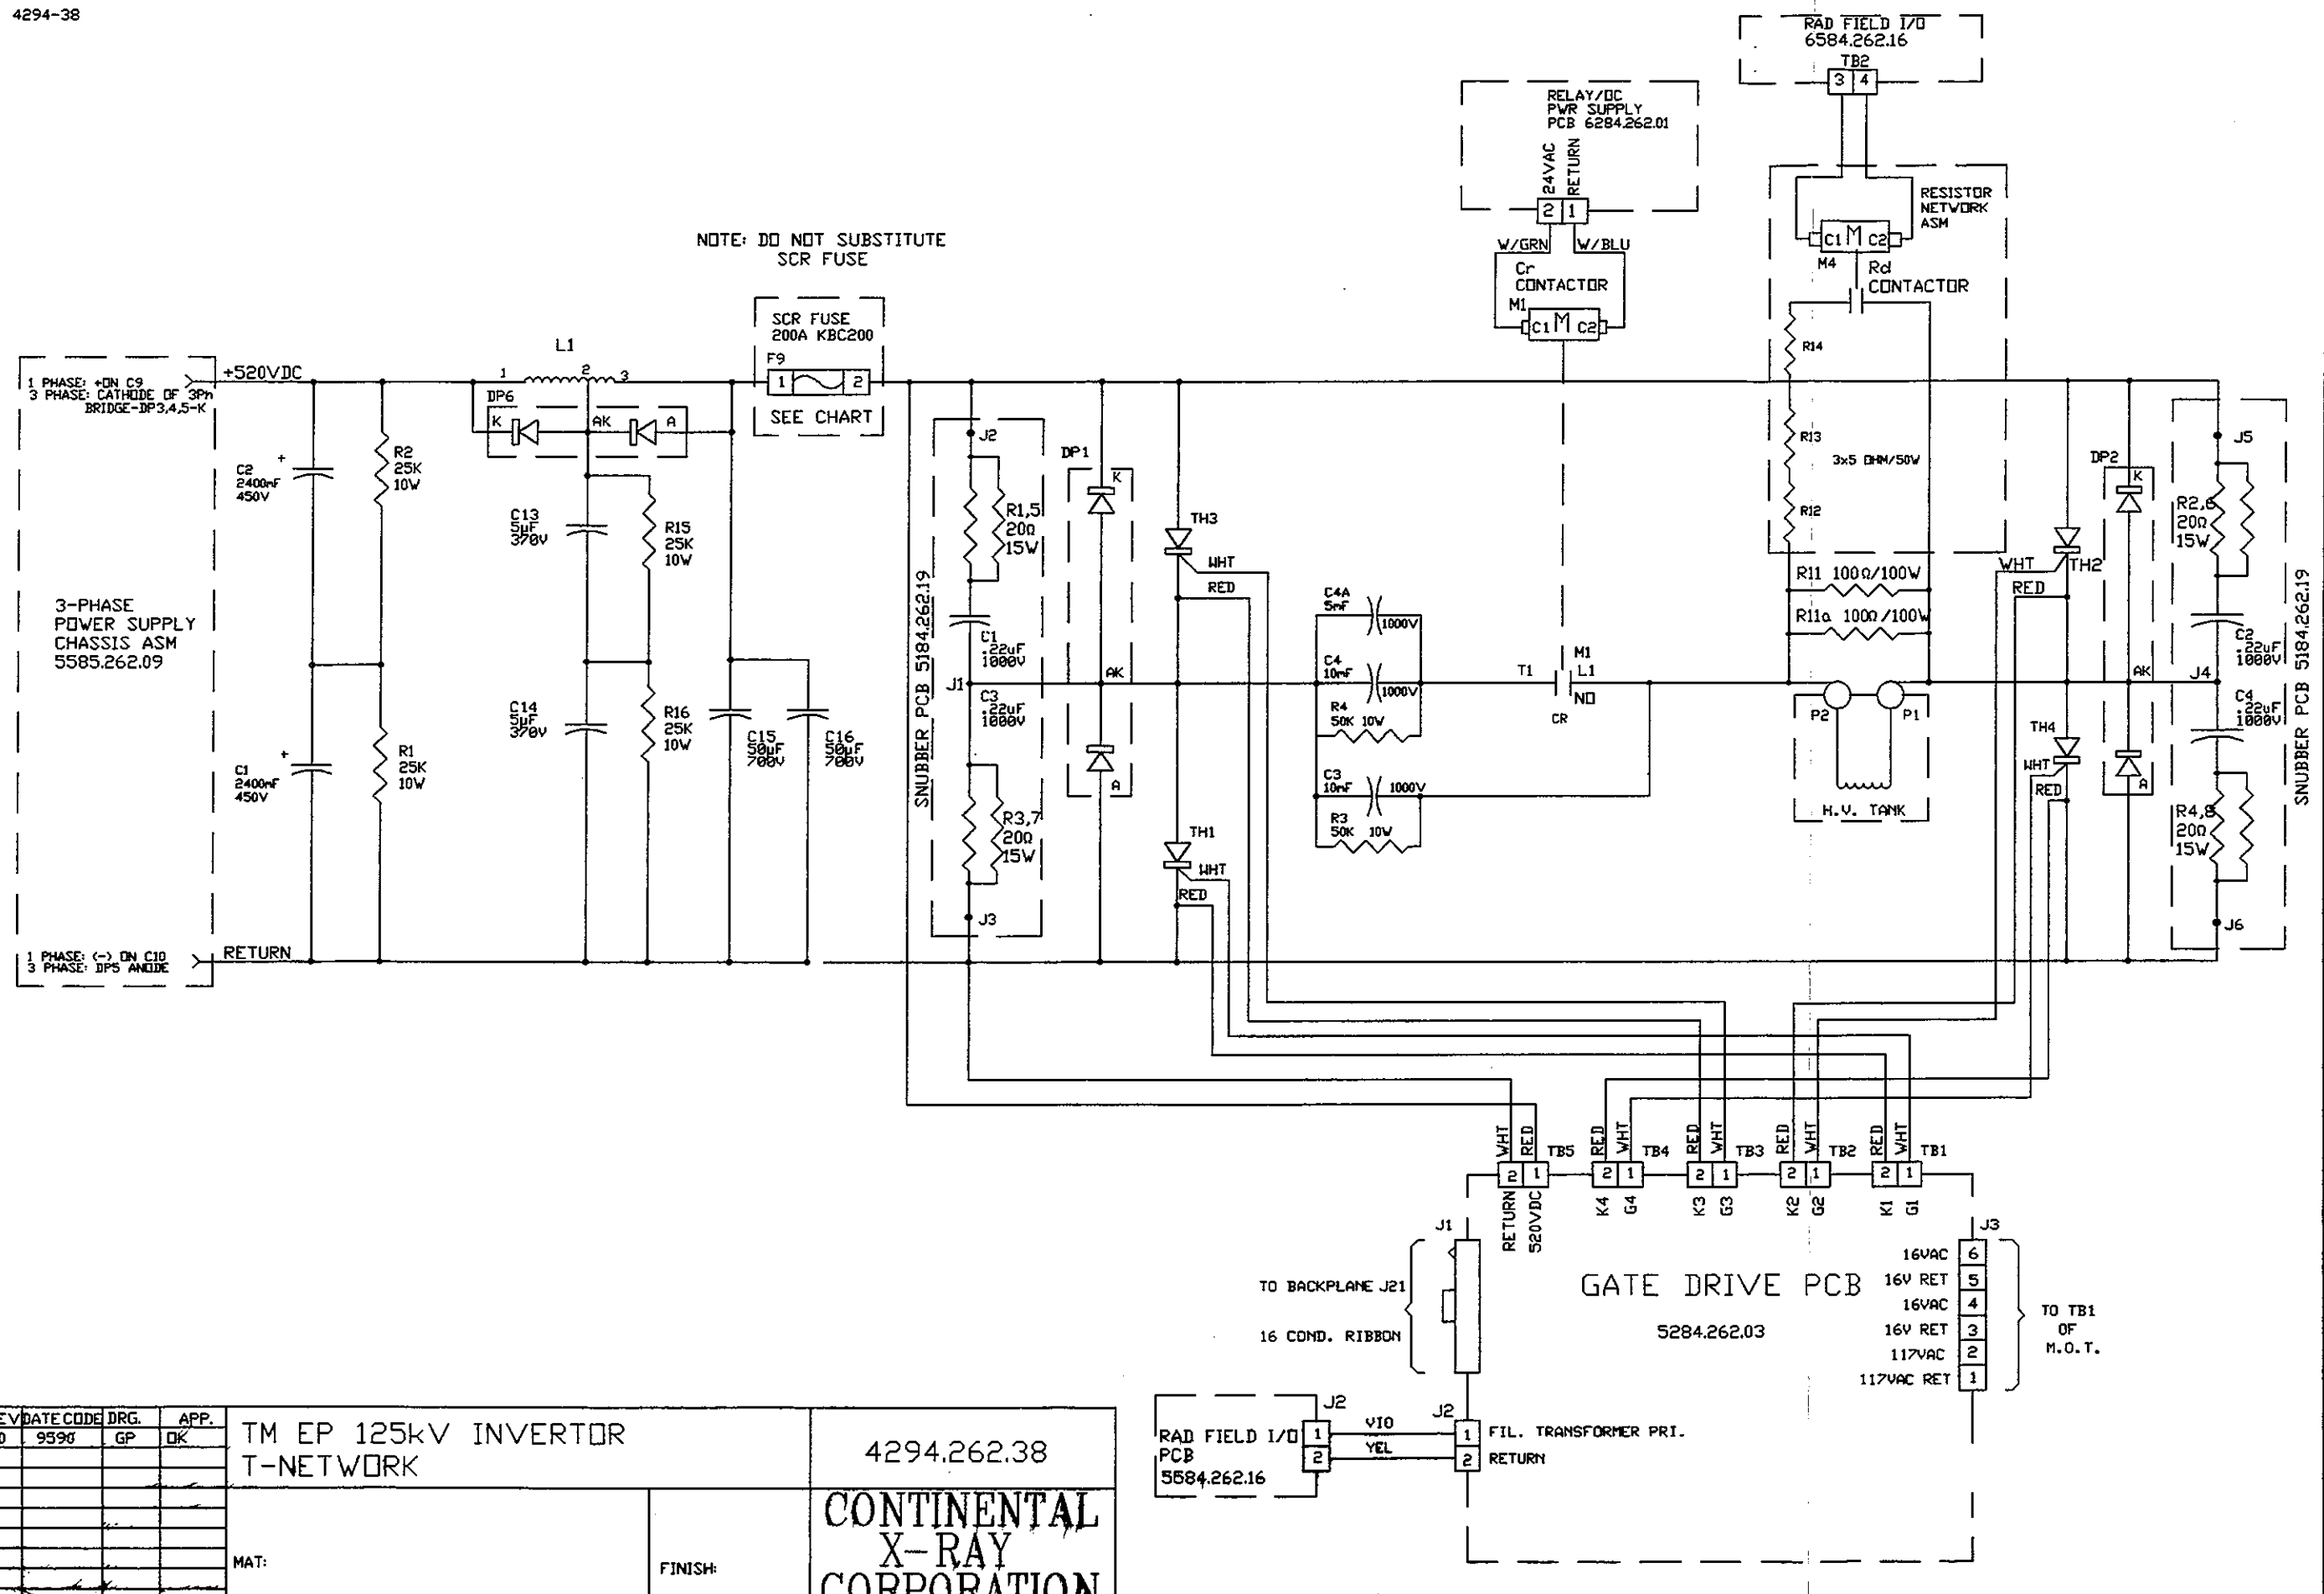 4294-38
RAD FIELD I/O
6584.262.16
TB2
3 4
RELAY/DC
PWR SUPPLY
PCB 6284.262.01
24VAC
RETURN
2 1
W/GRN W/BLU
Cr
CONTACTOR
M1
C1 M C2
RESISTOR
NETWORK
ASM
C1 M C2
M4
Rd
CONTACTOR
R14
R13
3x5 OHM/50W
R12
R11 100Ω/100W
R11a 100Ω/100W
NOTE: DO NOT SUBSTITUTE
SCR FUSE
SCR FUSE
200A KBC200
F9
1 2
SEE CHART
1 PHASE: +ON C9
3 PHASE: CATHODE OF 3Ph
BRIDGE-DP3,4,5-K
+520VDC
L1
1 2 3
DP6
K AK A
C2
2400mF
450V
+
R2
25K
10W
C13
5µF
370V
R15
25K
10W
3-PHASE
POWER SUPPLY
CHASSIS ASM
5585.262.09
C1
2400mF
450V
+
R1
25K
10W
C14
5µF
370V
R16
25K
10W
C15
50µF
700V
C16
50µF
700V
1 PHASE: (-) ON C10
3 PHASE: DP5 ANODE
RETURN
SNUBBER PCB 5184.262.19
J2
R1,5
20Ω
15W
C1
.22uF
1000V
J1
C3
.22uF
1000V
R3,7
20Ω
15W
J3
DP1
K
AK
A
TH3
WHT
RED
TH1
WHT
RED
C4A
5mF
1000V
C4
10mF
1000V
R4
50K 10W
C3
10mF
1000V
R3
50K 10W
T1
M1
L1
NO
CR
P2 P1
H.V. TANK
WHT
TH2
RED
TH4
WHT
RED
DP2
K
AK
A
J5
R2,6
20Ω
15W
C2
.22uF
1000V
J4
C4
.22uF
1000V
R4,8
20Ω
15W
J6
SNUBBER PCB 5184.262.19
WHT RED TB5
RED WHT TB4
RED WHT TB3
RED WHT TB2
RED WHT TB1
2 1 2 1 2 1 2 1 2 1
RETURN
520VDC
K4 G4 K3 G3 K2 G2 K1 G1
J1
TO BACKPLANE J21
16 COND. RIBBON
GATE DRIVE PCB
5284.262.03
J3
16VAC 6
16V RET 5
16VAC 4
16V RET 3
117VAC 2
117VAC RET 1
TO TB1
OF
M.O.T.
RAD FIELD I/O
PCB
5584.262.16
J2
1
2
VIO
YEL
J2
1 FIL. TRANSFORMER PRI.
2 RETURN
DATE CODE DRG. APP.
9590 GP OK
TM EP 125kV INVERTOR
T-NETWORK
4294.262.38
MAT:
FINISH:
CONTINENTAL
X-RAY
CORPORATION